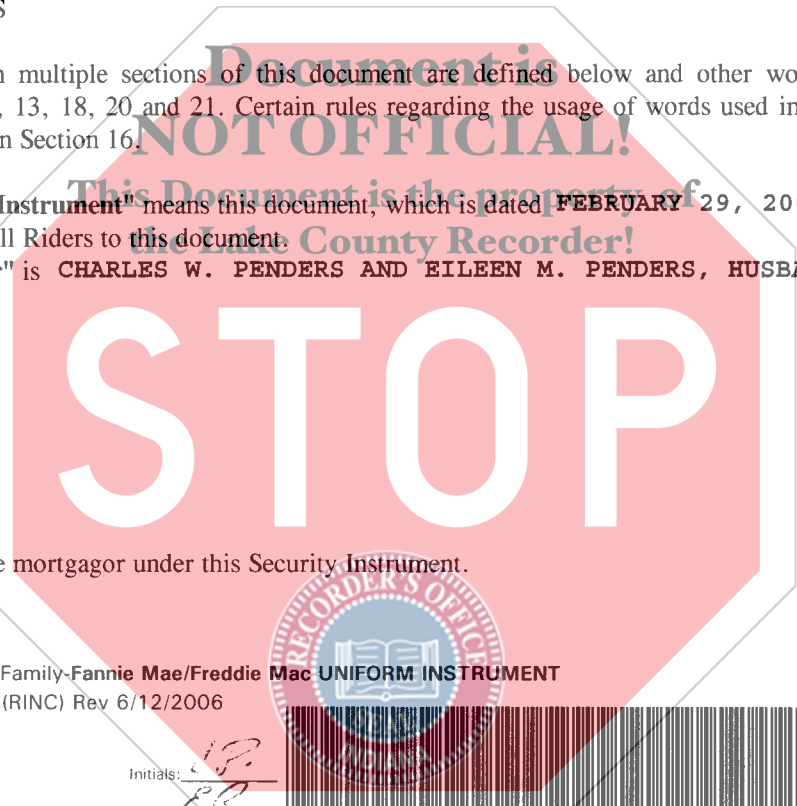 S
Document is
n multiple sections of this document are defined below and other wo
, 13, 18, 20 and 21. Certain rules regarding the usage of words used in
NOT OFFICIAL!
n Section 16.
This Document is the property of
Instrument" means this document, which is dated FEBRUARY 29, 20
the Lake County Recorder!
ll Riders to this document.
" is CHARLES W. PENDERS AND EILEEN M. PENDERS, HUSBA
STOP
e mortgagor under this Security Instrument.
RECORDER'S OFFICE
Family-Fannie Mae/Freddie Mac UNIFORM INSTRUMENT
(RINC) Rev 6/12/2006
SEAL
INDIANA
Initials: